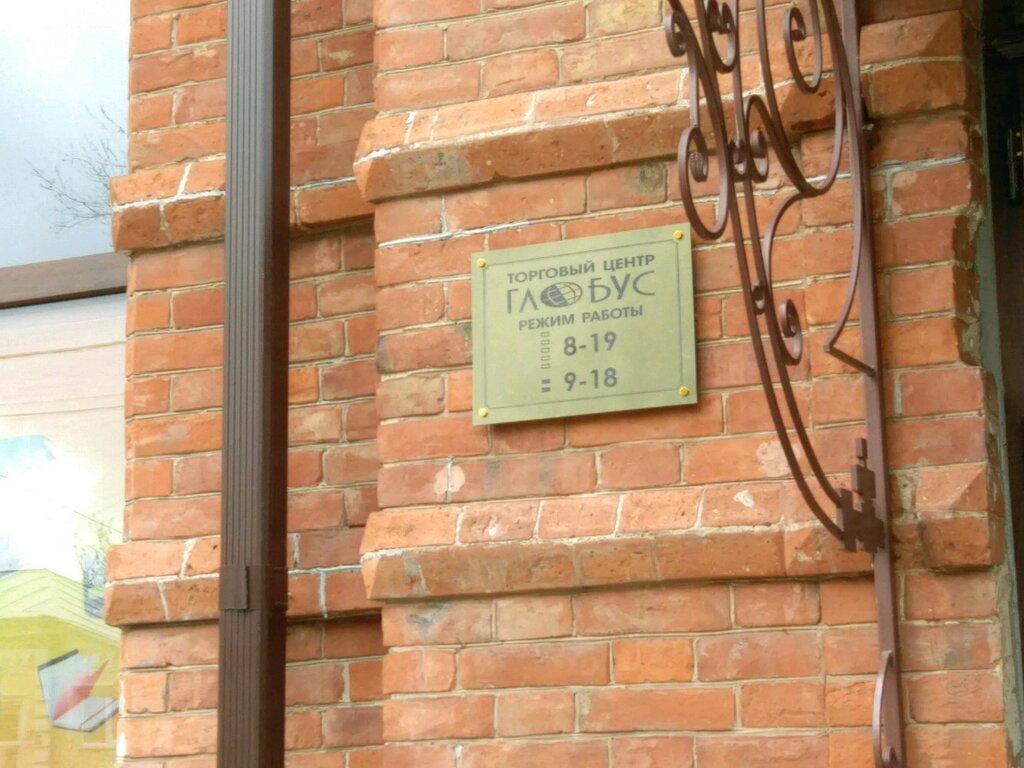 ТОРГОВЫЙ ЦЕНТР
ГЛОБУС
РЕЖИМ РАБОТЫ
8-19
9-18